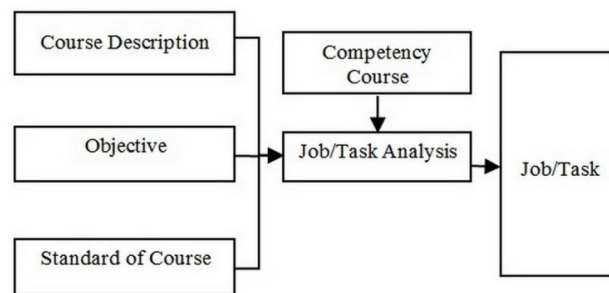 Course Description
Competency
Course
Objective
Job/Task Analysis
Job/Task
Standard of Course